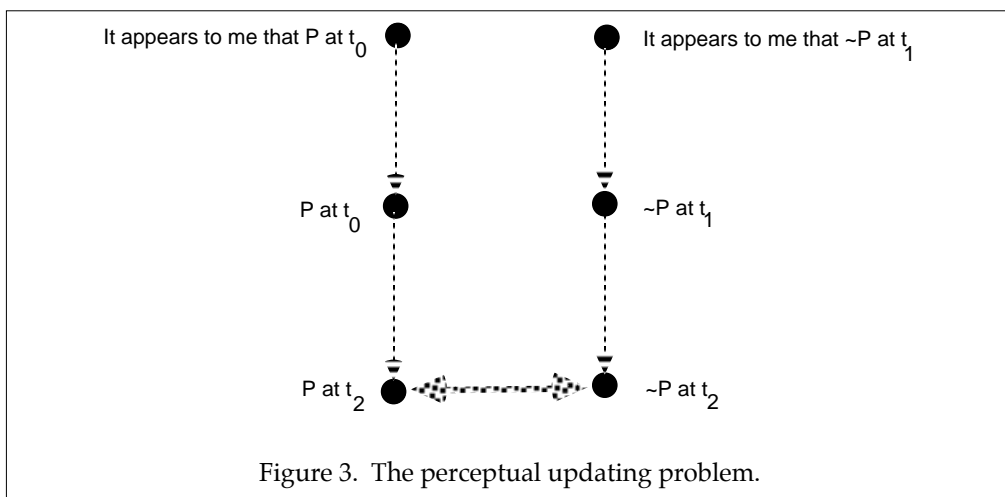 It appears to me that P at t0
It appears to me that ~P at t1
P at t0
~P at t1
P at t2
~P at t2
Figure 3. The perceptual updating problem.